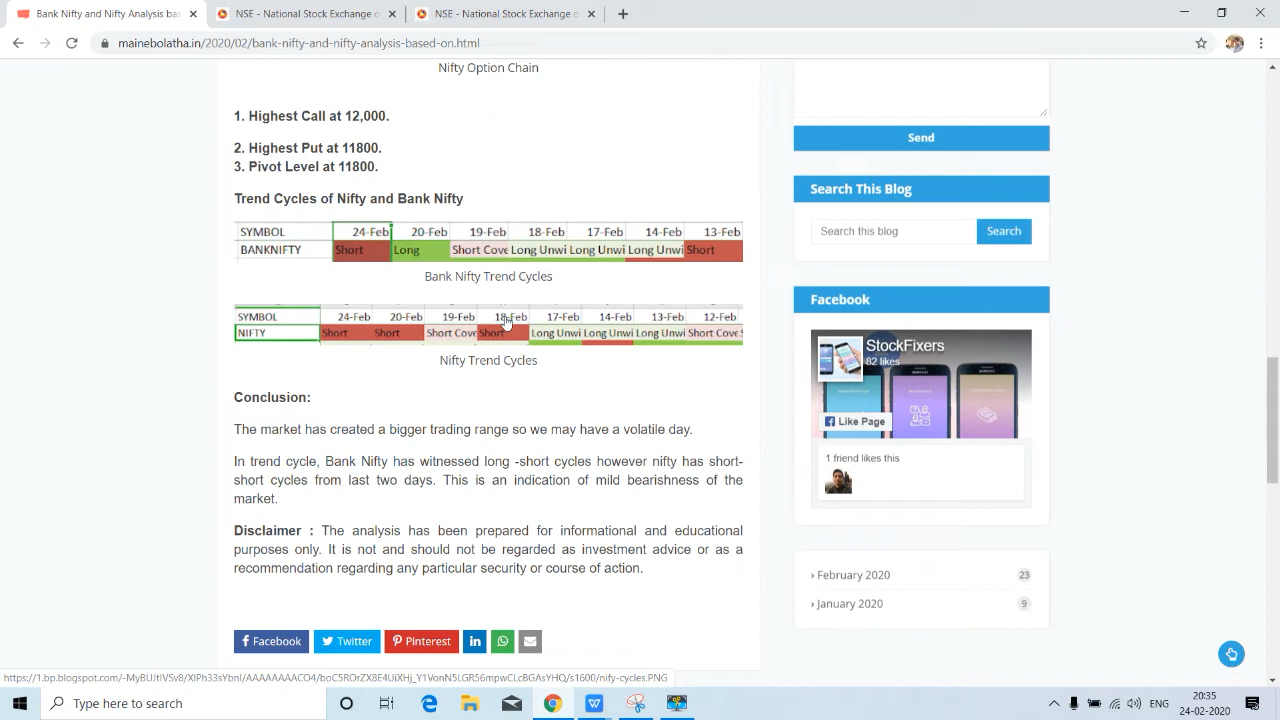 Bank Nifty and Nifty Analysis bas
NSE - National Stock Exchange o
NSE - National Stock Exchange o
mainebolatha.in/2020/02/bank-nifty-and-nifty-analysis-based-on.html
Nifty Option Chain
1. Highest Call at 12,000.
2. Highest Put at 11800.
3. Pivot Level at 11800.
Trend Cycles of Nifty and Bank Nifty
SYMBOL 24-Feb 20-Feb 19-Feb 18-Feb 17-Feb 14-Feb 13-Feb
BANKNIFTY Short Long Short Cove Long Unwi Long Unwi Long Unwi Short
Bank Nifty Trend Cycles
SYMBOL 24-Feb 20-Feb 19-Feb 18-Feb 17-Feb 14-Feb 13-Feb 12-Feb
NIFTY Short Short Short Cove Short Long Unwi Long Unwi Long Unwi Short Cove S
Nifty Trend Cycles
Conclusion:
The market has created a bigger trading range so we may have a volatile day.
In trend cycle, Bank Nifty has witnessed long -short cycles however nifty has short-
short cycles from last two days. This is an indication of mild bearishness of the
market.
Disclaimer : The analysis has been prepared for informational and educational
purposes only. It is not and should not be regarded as investment advice or as a
recommendation regarding any particular security or course of action.
Facebook
Twitter
Pinterest
Send
Search This Blog
Search this blog
Search
Facebook
StockFixers
82 likes
Like Page
1 friend likes this
February 2020 23
January 2020 9
Type here to search
ENG
20:35
24-02-2020